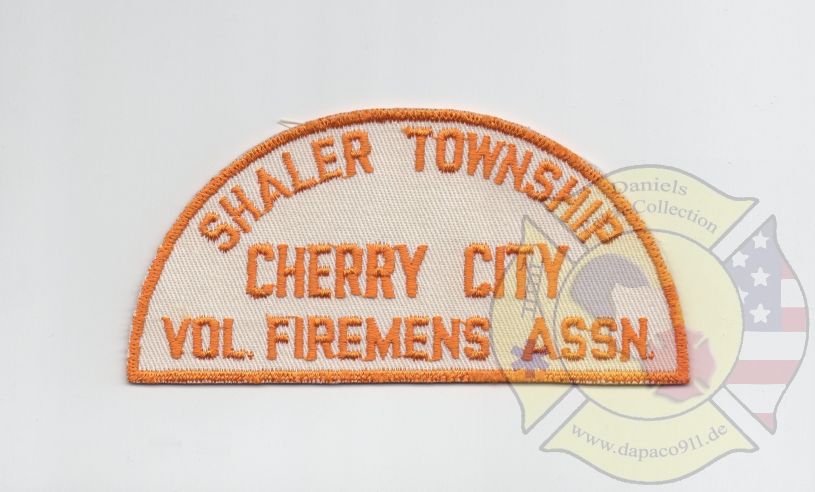 SHALER TOWNSHIP
CHERRY CITY
VOL. FIREMENS ASSN.
Daniels
Collection
www.dapaco911.de